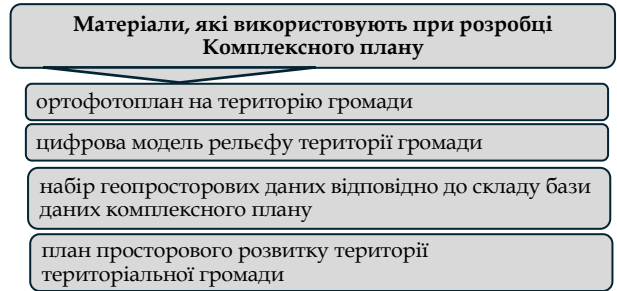 Матеріали, які використовують при розробці
Комплексного плану
ортофотоплан на територію громади
цифрова модель рельєфу території громади
набір геопросторових даних відповідно до складу бази
даних комплексного плану
план просторового розвитку території
територіальної громади